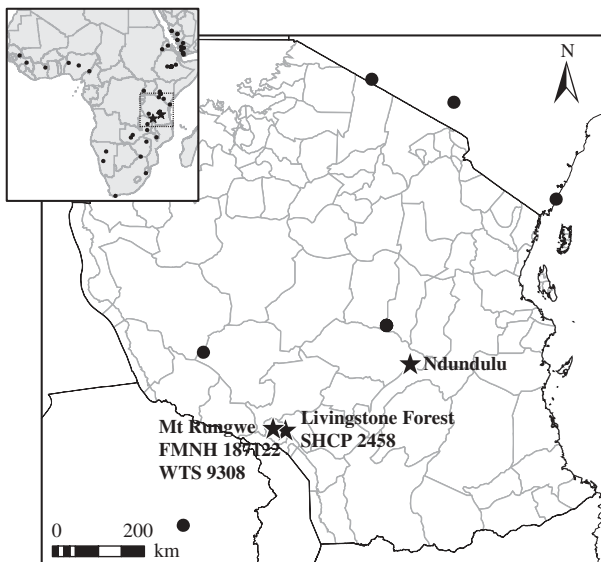 N
Ndundulu
Mt Rungwe
FMNH 187122
WTS 9308
Livingstone Forest
SHCP 2458
0 200
km